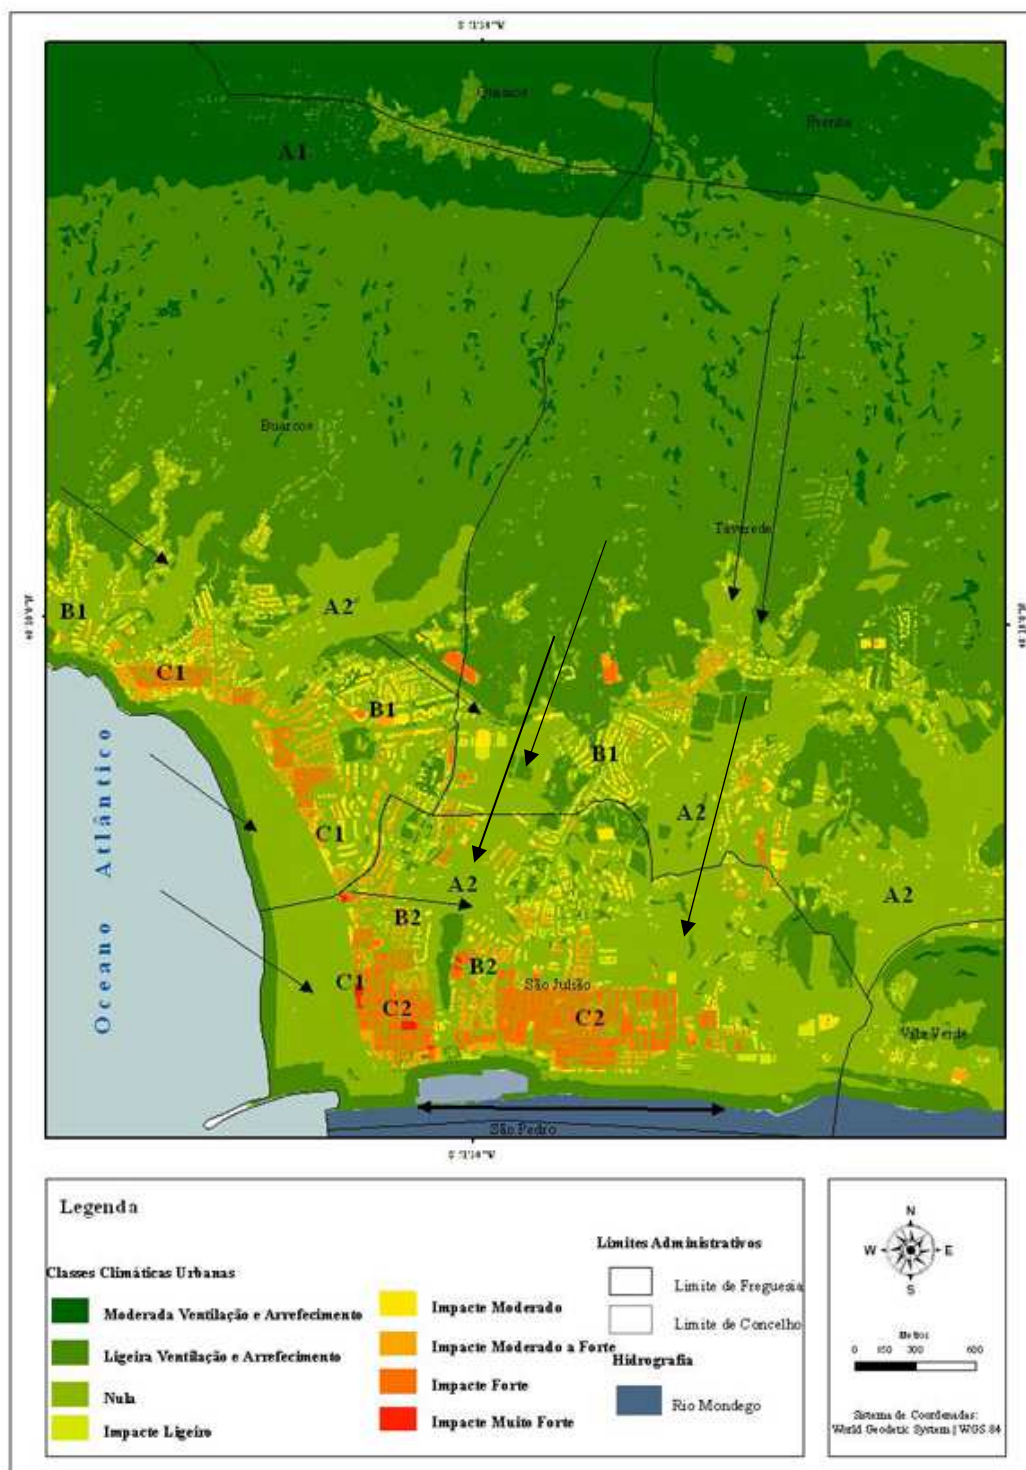 Quiaios
A1
Buarcos
Tavarede
A2
B1
C1
B1
B1
Oceano Atlântico
C1
A2
A2
A2
B2
C1
B2
São Julião
C2
C2
Vila Verde
São Pedro
Legenda
Classes Climáticas Urbanas
Moderada Ventilação e Arrefecimento
Ligeira Ventilação e Arrefecimento
Nula
Impacte Ligeiro
Impacte Moderado
Impacte Moderado a Forte
Impacte Forte
Impacte Muito Forte
Limites Administrativos
Limite de Freguesia
Limite de Concelho
Hidrografia
Rio Mondego
N
W
E
S
Metros
0 150 300 600
Sistema de Coordenadas:
World Geodetic System | WGS 84